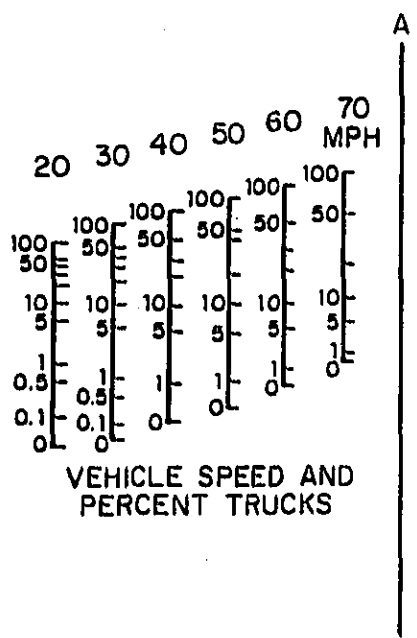 A
20 30 40 50 60 70
MPH
100 100 100 100 100 100
50 50 50 50 50 50
10 10 10 10 10 10
5 5 5 5 5 5
1 1 1 1 1 1
0.5 0.5
0.1 0.1
0 0 0 0 0 0
VEHICLE SPEED AND
PERCENT TRUCKS